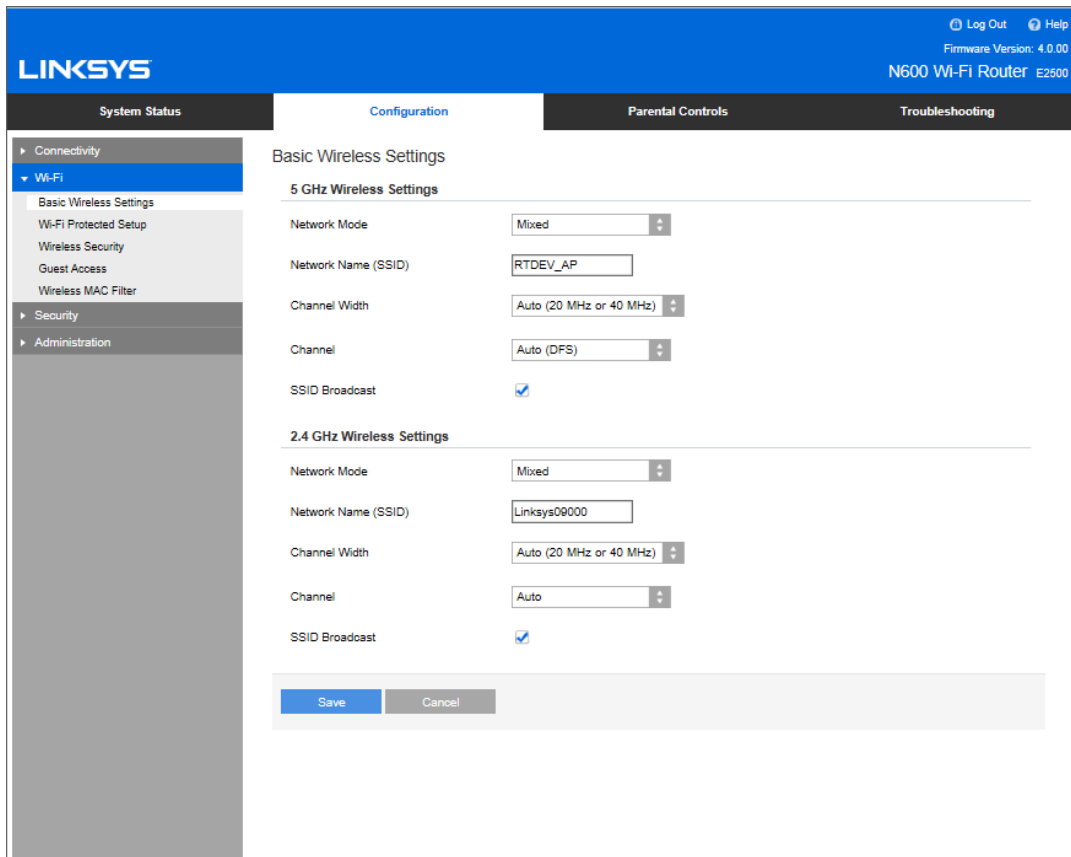 Log Out Help
Firmware Version: 4.0.00
LINKSYS
N600 Wi-Fi Router E2500
System Status Configuration Parental Controls Troubleshooting
Connectivity
Wi-Fi
Basic Wireless Settings
Wi-Fi Protected Setup
Wireless Security
Guest Access
Wireless MAC Filter
Security
Administration
Basic Wireless Settings
5 GHz Wireless Settings
Network Mode Mixed
Network Name (SSID) RTDEV_AP
Channel Width Auto (20 MHz or 40 MHz)
Channel Auto (DFS)
SSID Broadcast
2.4 GHz Wireless Settings
Network Mode Mixed
Network Name (SSID) Linksys09000
Channel Width Auto (20 MHz or 40 MHz)
Channel Auto
SSID Broadcast
Save Cancel